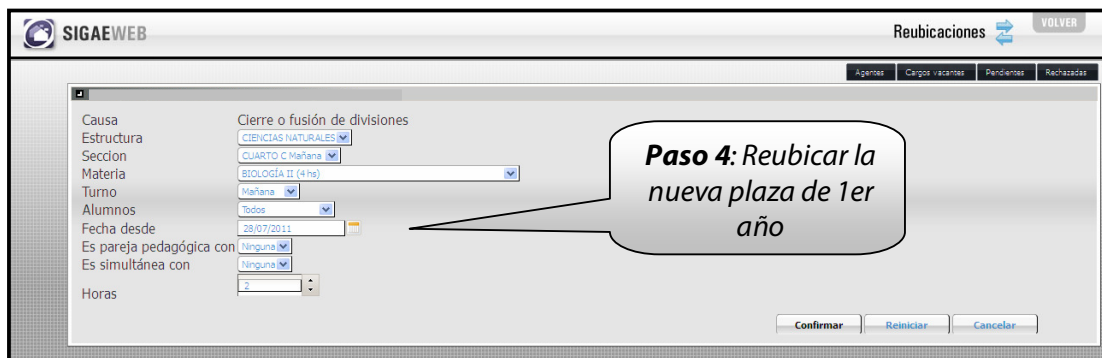 SIGAEWEB
Reubicaciones
VOLVER
Agentes Cargos vacantes Pendientes Rechazadas
Causa Cierre o fusión de divisiones
Estructura CIENCIAS NATURALES
Seccion CUARTO C Mañana
Materia BIOLOGÍA II (4 hs)
Turno Mañana
Alumnos Todos
Fecha desde 28/07/2011
Es pareja pedagógica con Ninguna
Es simultánea con Ninguna
Horas 2
Paso 4: Reubicar la
nueva plaza de 1er
año
Confirmar Reiniciar Cancelar